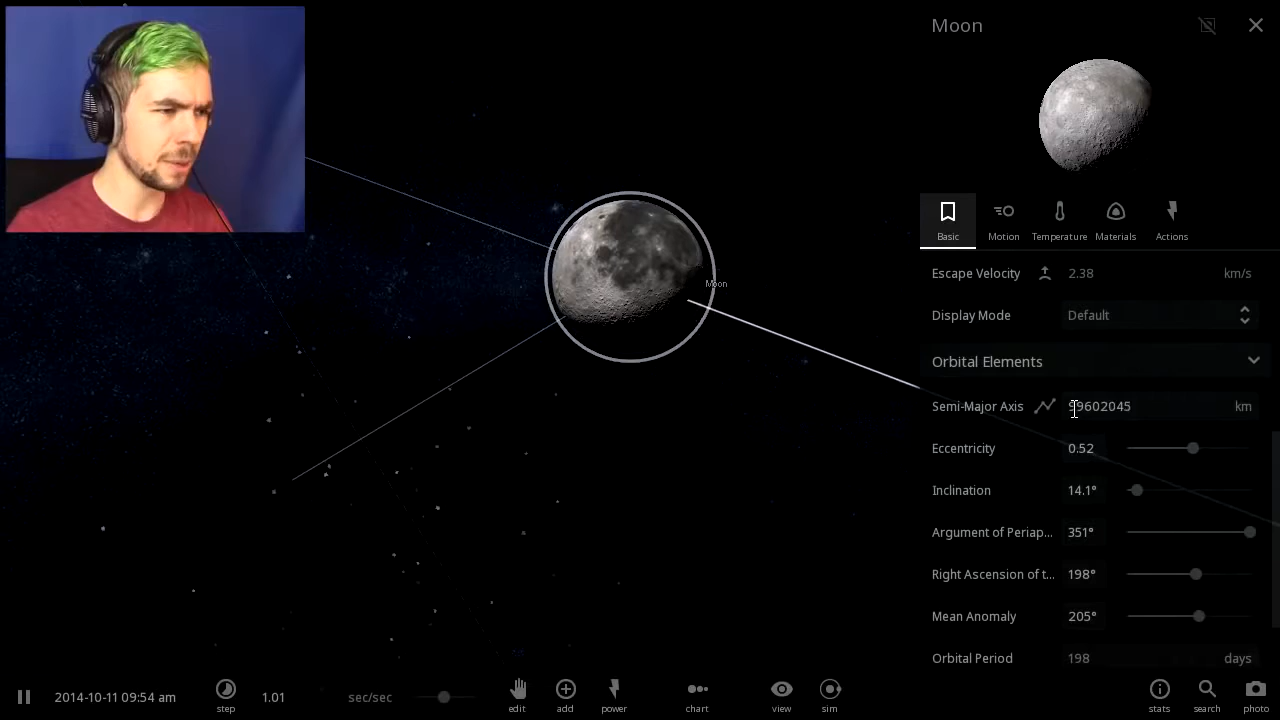 Moon
Basic
Motion
Temperature
Materials
Actions
Escape Velocity 2.38 km/s
Moon
Display Mode Default
Orbital Elements
Semi-Major Axis 99602045 km
Eccentricity 0.52
Inclination 14.1°
Argument of Periap... 351°
Right Ascension of t... 198°
Mean Anomaly 205°
Orbital Period 198 days
2014-10-11 09:54 am
step
1.01 sec/sec
edit
add
power
chart
view
sim
stats
search
photo